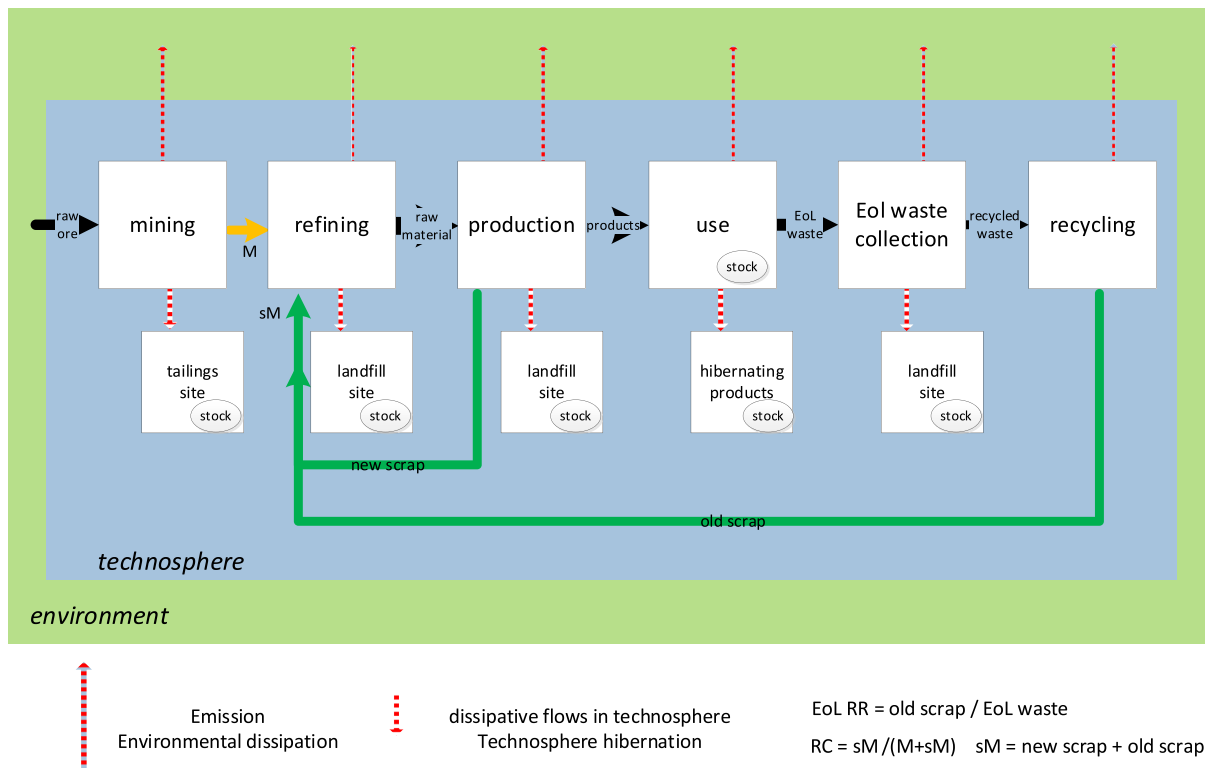 raw
ore
mining
M
refining
raw
material
production
products
use
stock
EoL
waste
Eol waste
collection
recycled
waste
recycling
sM
tailings
site
stock
landfill
site
stock
landfill
site
stock
hibernating
products
stock
landfill
site
stock
new scrap
old scrap
technosphere
environment
Emission
Environmental dissipation
dissipative flows in technosphere
Technosphere hibernation
EoL RR = old scrap / EoL waste
RC = sM /(M+sM) sM = new scrap + old scrap